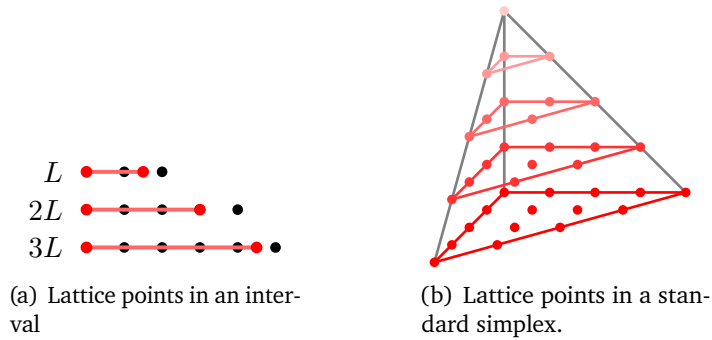 L
2L
3L
(a) Lattice points in an inter-
val
(b) Lattice points in a stan-
dard simplex.